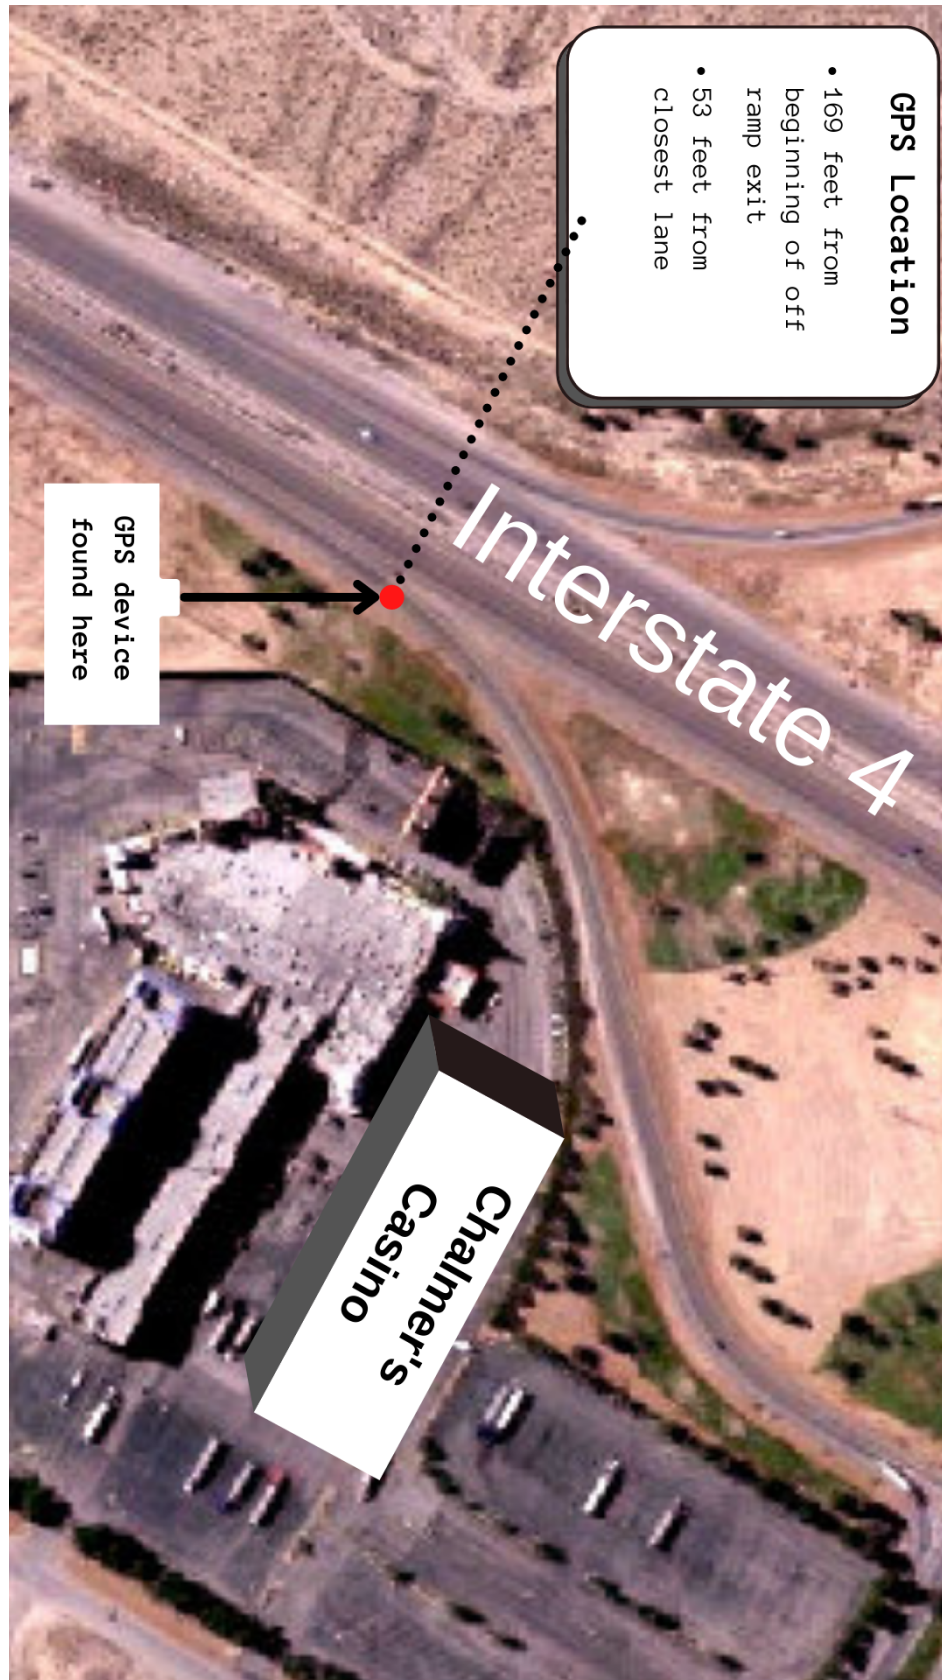 GPS Location
• 169 feet from
beginning of off
ramp exit
• 53 feet from
closest lane
Interstate 4
GPS device
found here
Chalmer's
Casino